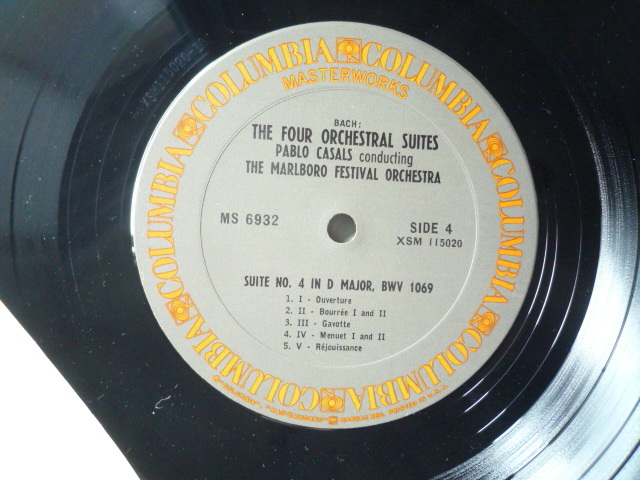 COLUMBIA COLUMBIA COLUMBIA COLUMBIA COLUMBIA COLUMBIA COLUMBIA COLUMBIA
MASTERWORKS
BACH:
THE FOUR ORCHESTRAL SUITES
PABLO CASALS conducting
THE MARLBORO FESTIVAL ORCHESTRA
MS 6932
SIDE 4
XSM 115020
SUITE NO. 4 IN D MAJOR, BWV 1069
1. I - Ouverture
2. II - Bourrée I and II
3. III - Gavotte
4. IV - Menuet I and II
5. V - Réjouissance